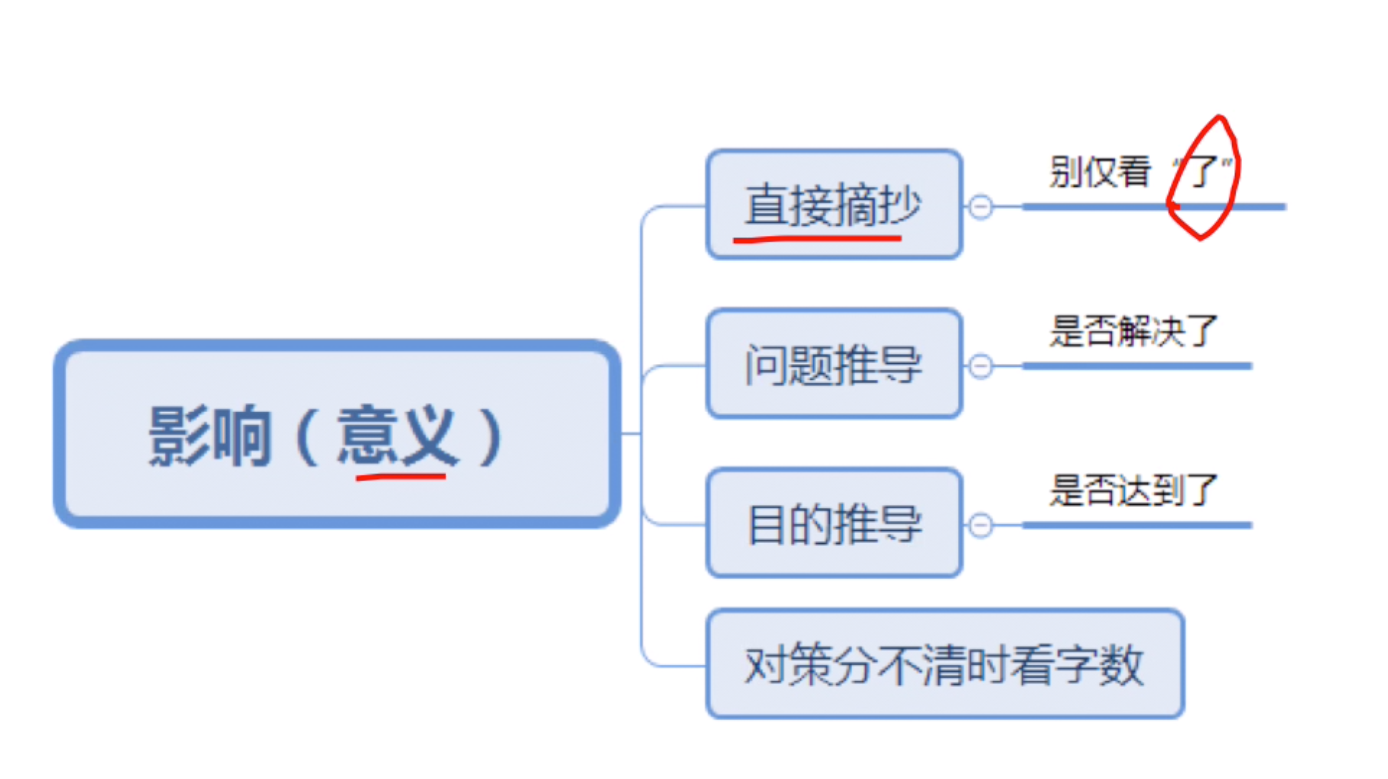 影响（意义）
直接摘抄
别仅看“了”
问题推导
是否解决了
目的推导
是否达到了
对策分不清时看字数